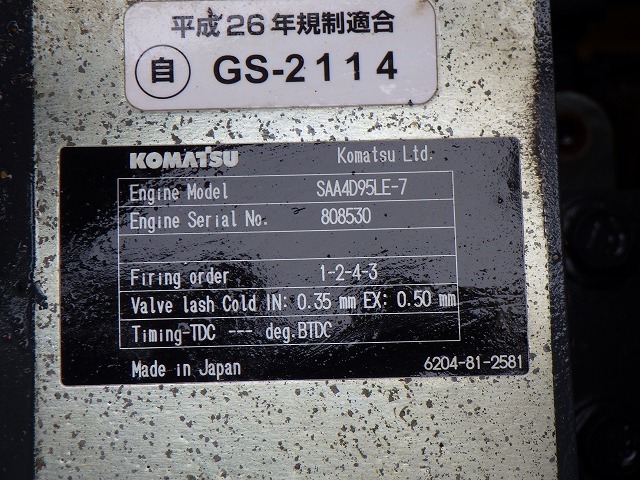 平成26年規制適合
自 GS-2114
KOMATSU Komatsu Ltd.
Engine Model SAA4D95LE-7
Engine Serial No. 808530
Firing order 1-2-4-3
Valve lash Cold IN: 0.35 mm EX: 0.50 mm
Timing-TDC --- deg.BTDC
Made in Japan 6204-81-2581